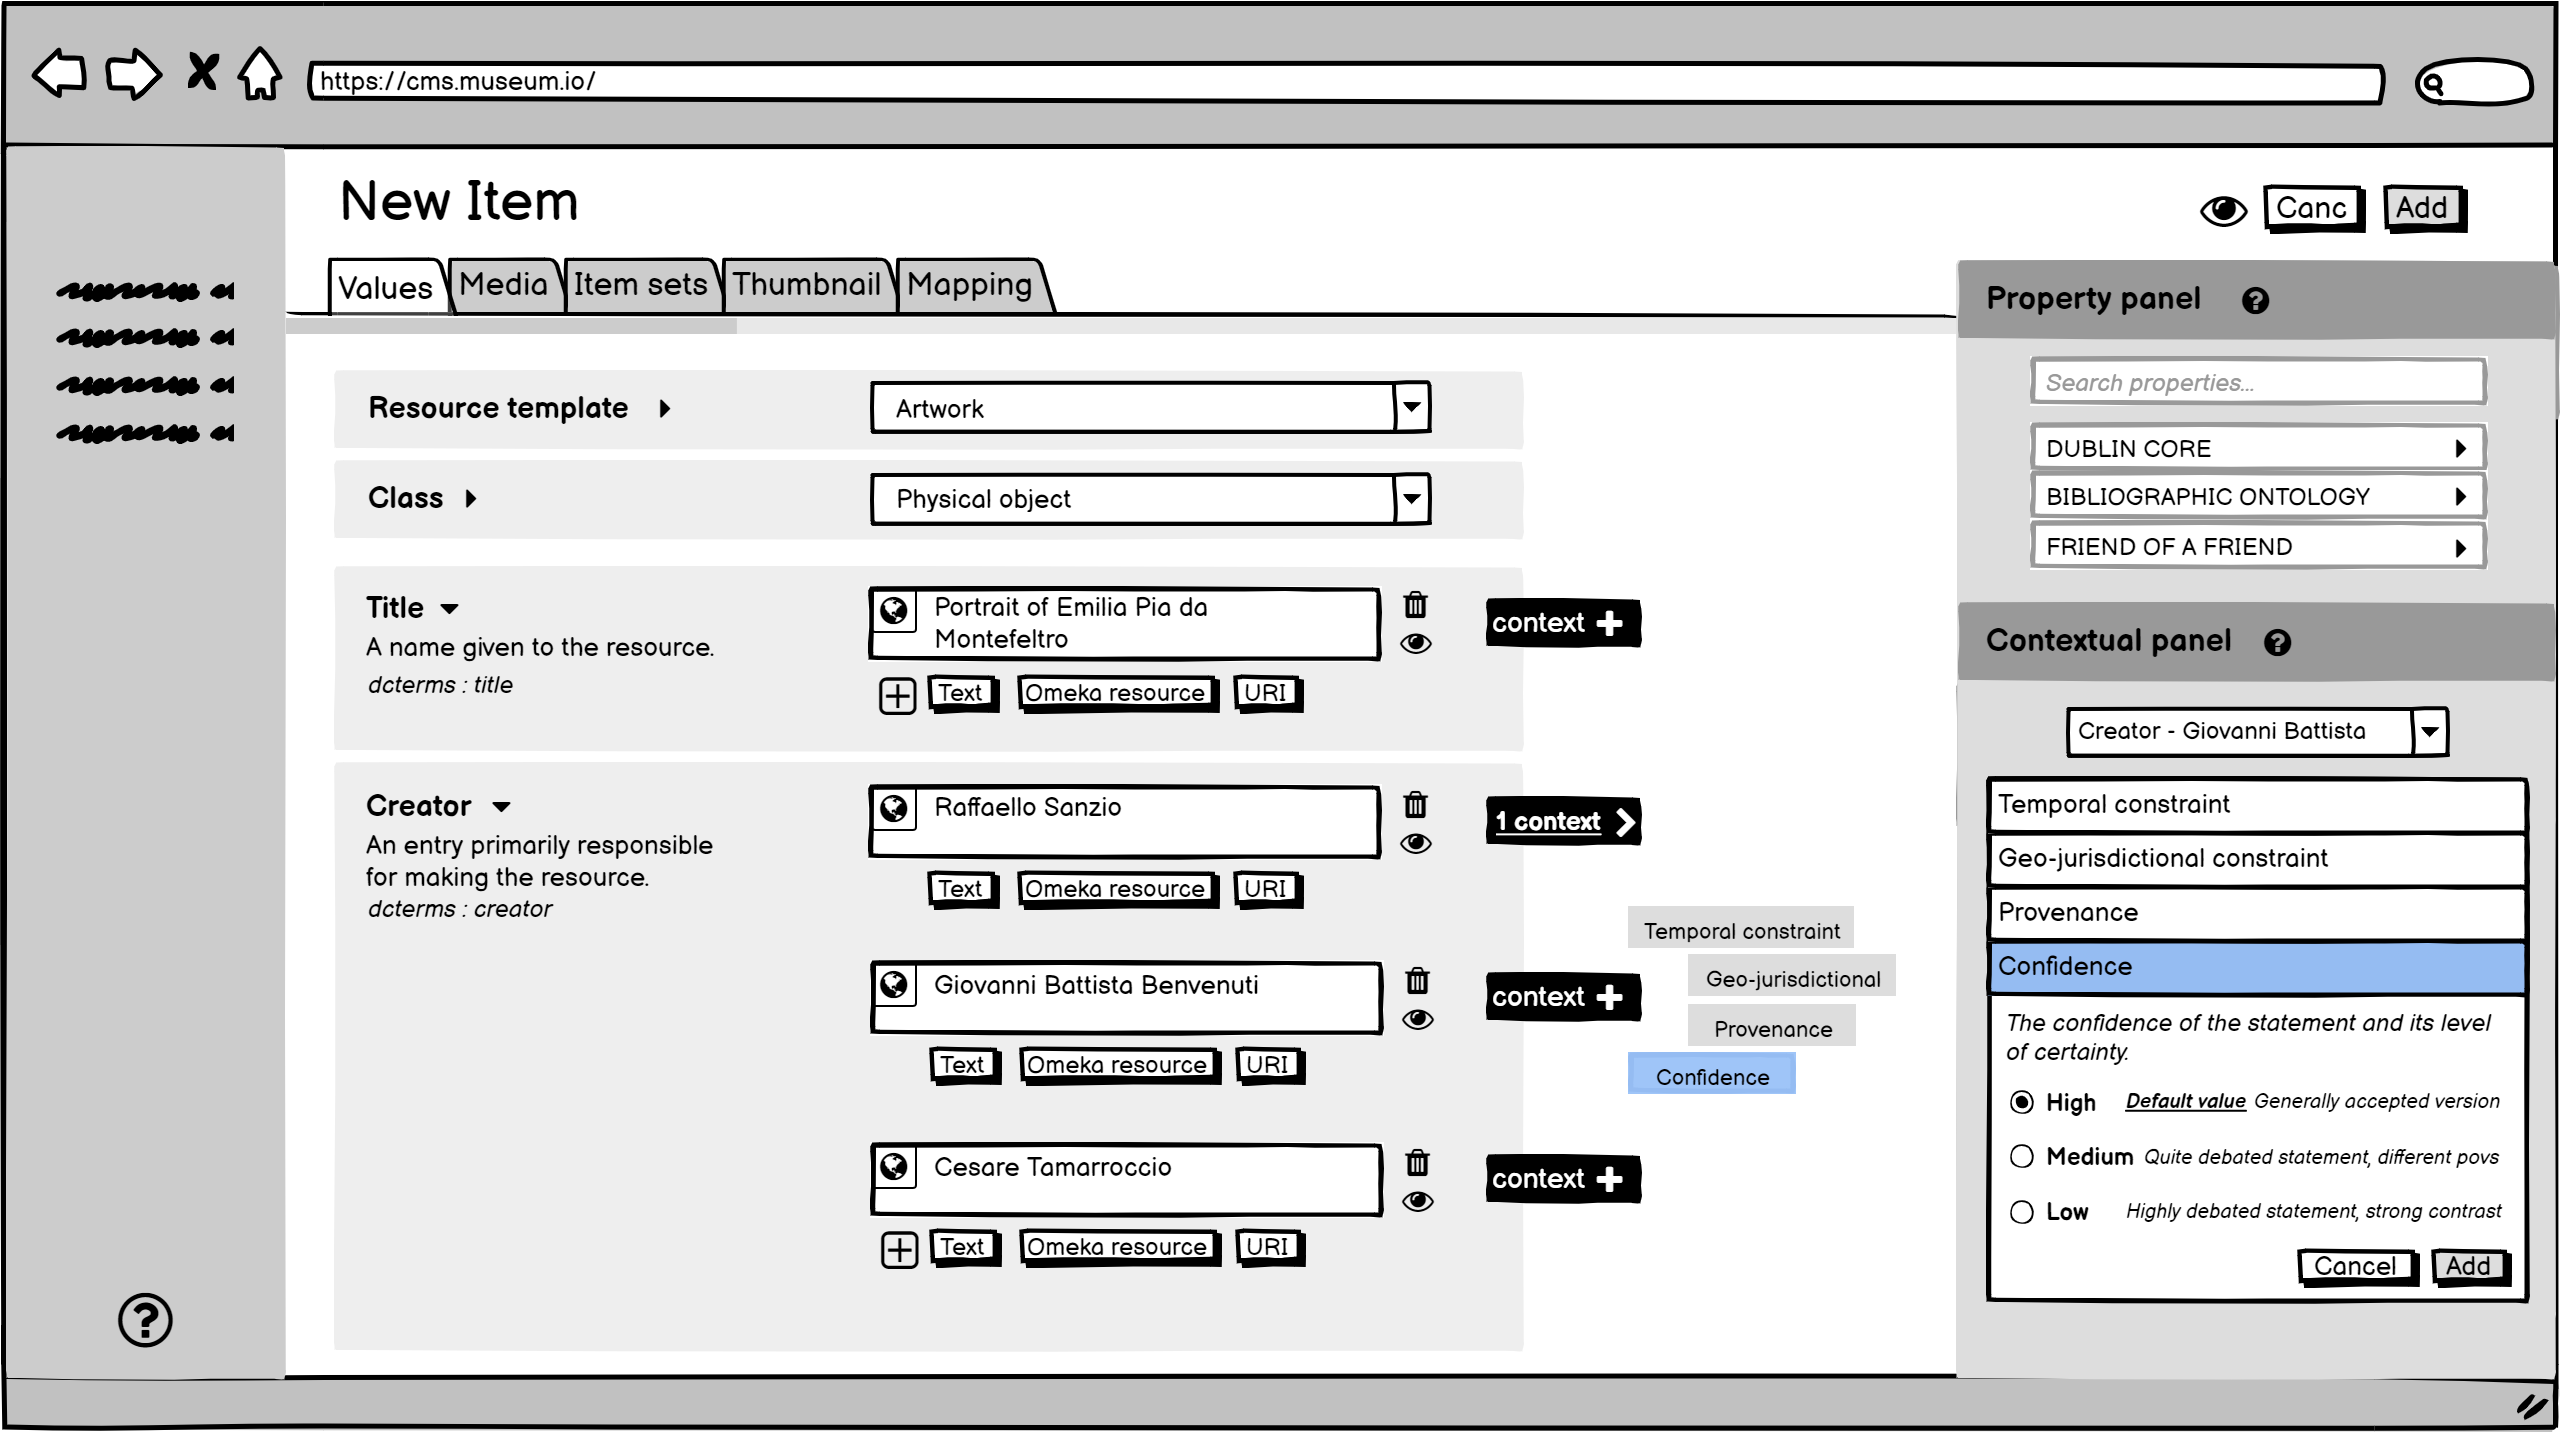 https://cms.museum.io/
New Item
Canc
Add
Values
Media
Item sets
Thumbnail
Mapping
Resource template
Artwork
Class
Physical object
Title
A name given to the resource.
dcterms : title
Portrait of Emilia Pia da
Montefeltro
Text
Omeka resource
URI
context
Creator
An entry primarily responsible
for making the resource.
dcterms : creator
Raffaello Sanzio
Text
Omeka resource
URI
1 context
Giovanni Battista Benvenuti
Text
Omeka resource
URI
context
Temporal constraint
Geo-jurisdictional
Provenance
Confidence
Cesare Tamarroccio
Text
Omeka resource
URI
context
Property panel
Search properties...
DUBLIN CORE
BIBLIOGRAPHIC ONTOLOGY
FRIEND OF A FRIEND
Contextual panel
Creator - Giovanni Battista
Temporal constraint
Geo-jurisdictional constraint
Provenance
Confidence
The confidence of the statement and its level
of certainty.
High Default value Generally accepted version
Medium Quite debated statement, different povs
Low Highly debated statement, strong contrast
Cancel
Add